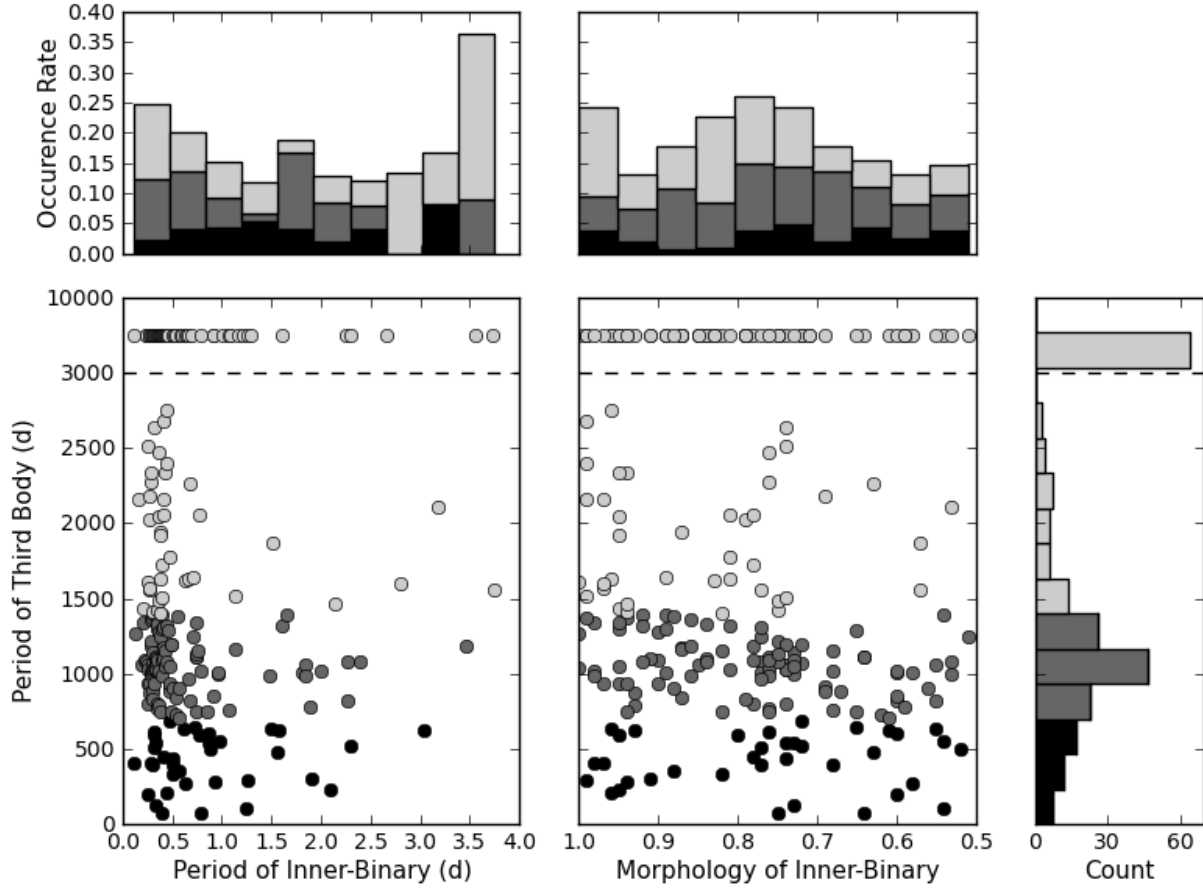 0.40
0.35
0.30
0.25
0.20
0.15
0.10
0.05
0.00
Occurence Rate
10000
3000
2500
2000
1500
1000
500
0
Period of Third Body (d)
0.0 0.5 1.0 1.5 2.0 2.5 3.0 3.5 4.0
Period of Inner-Binary (d)
1.0 0.9 0.8 0.7 0.6 0.5
Morphology of Inner-Binary
0 30 60
Count